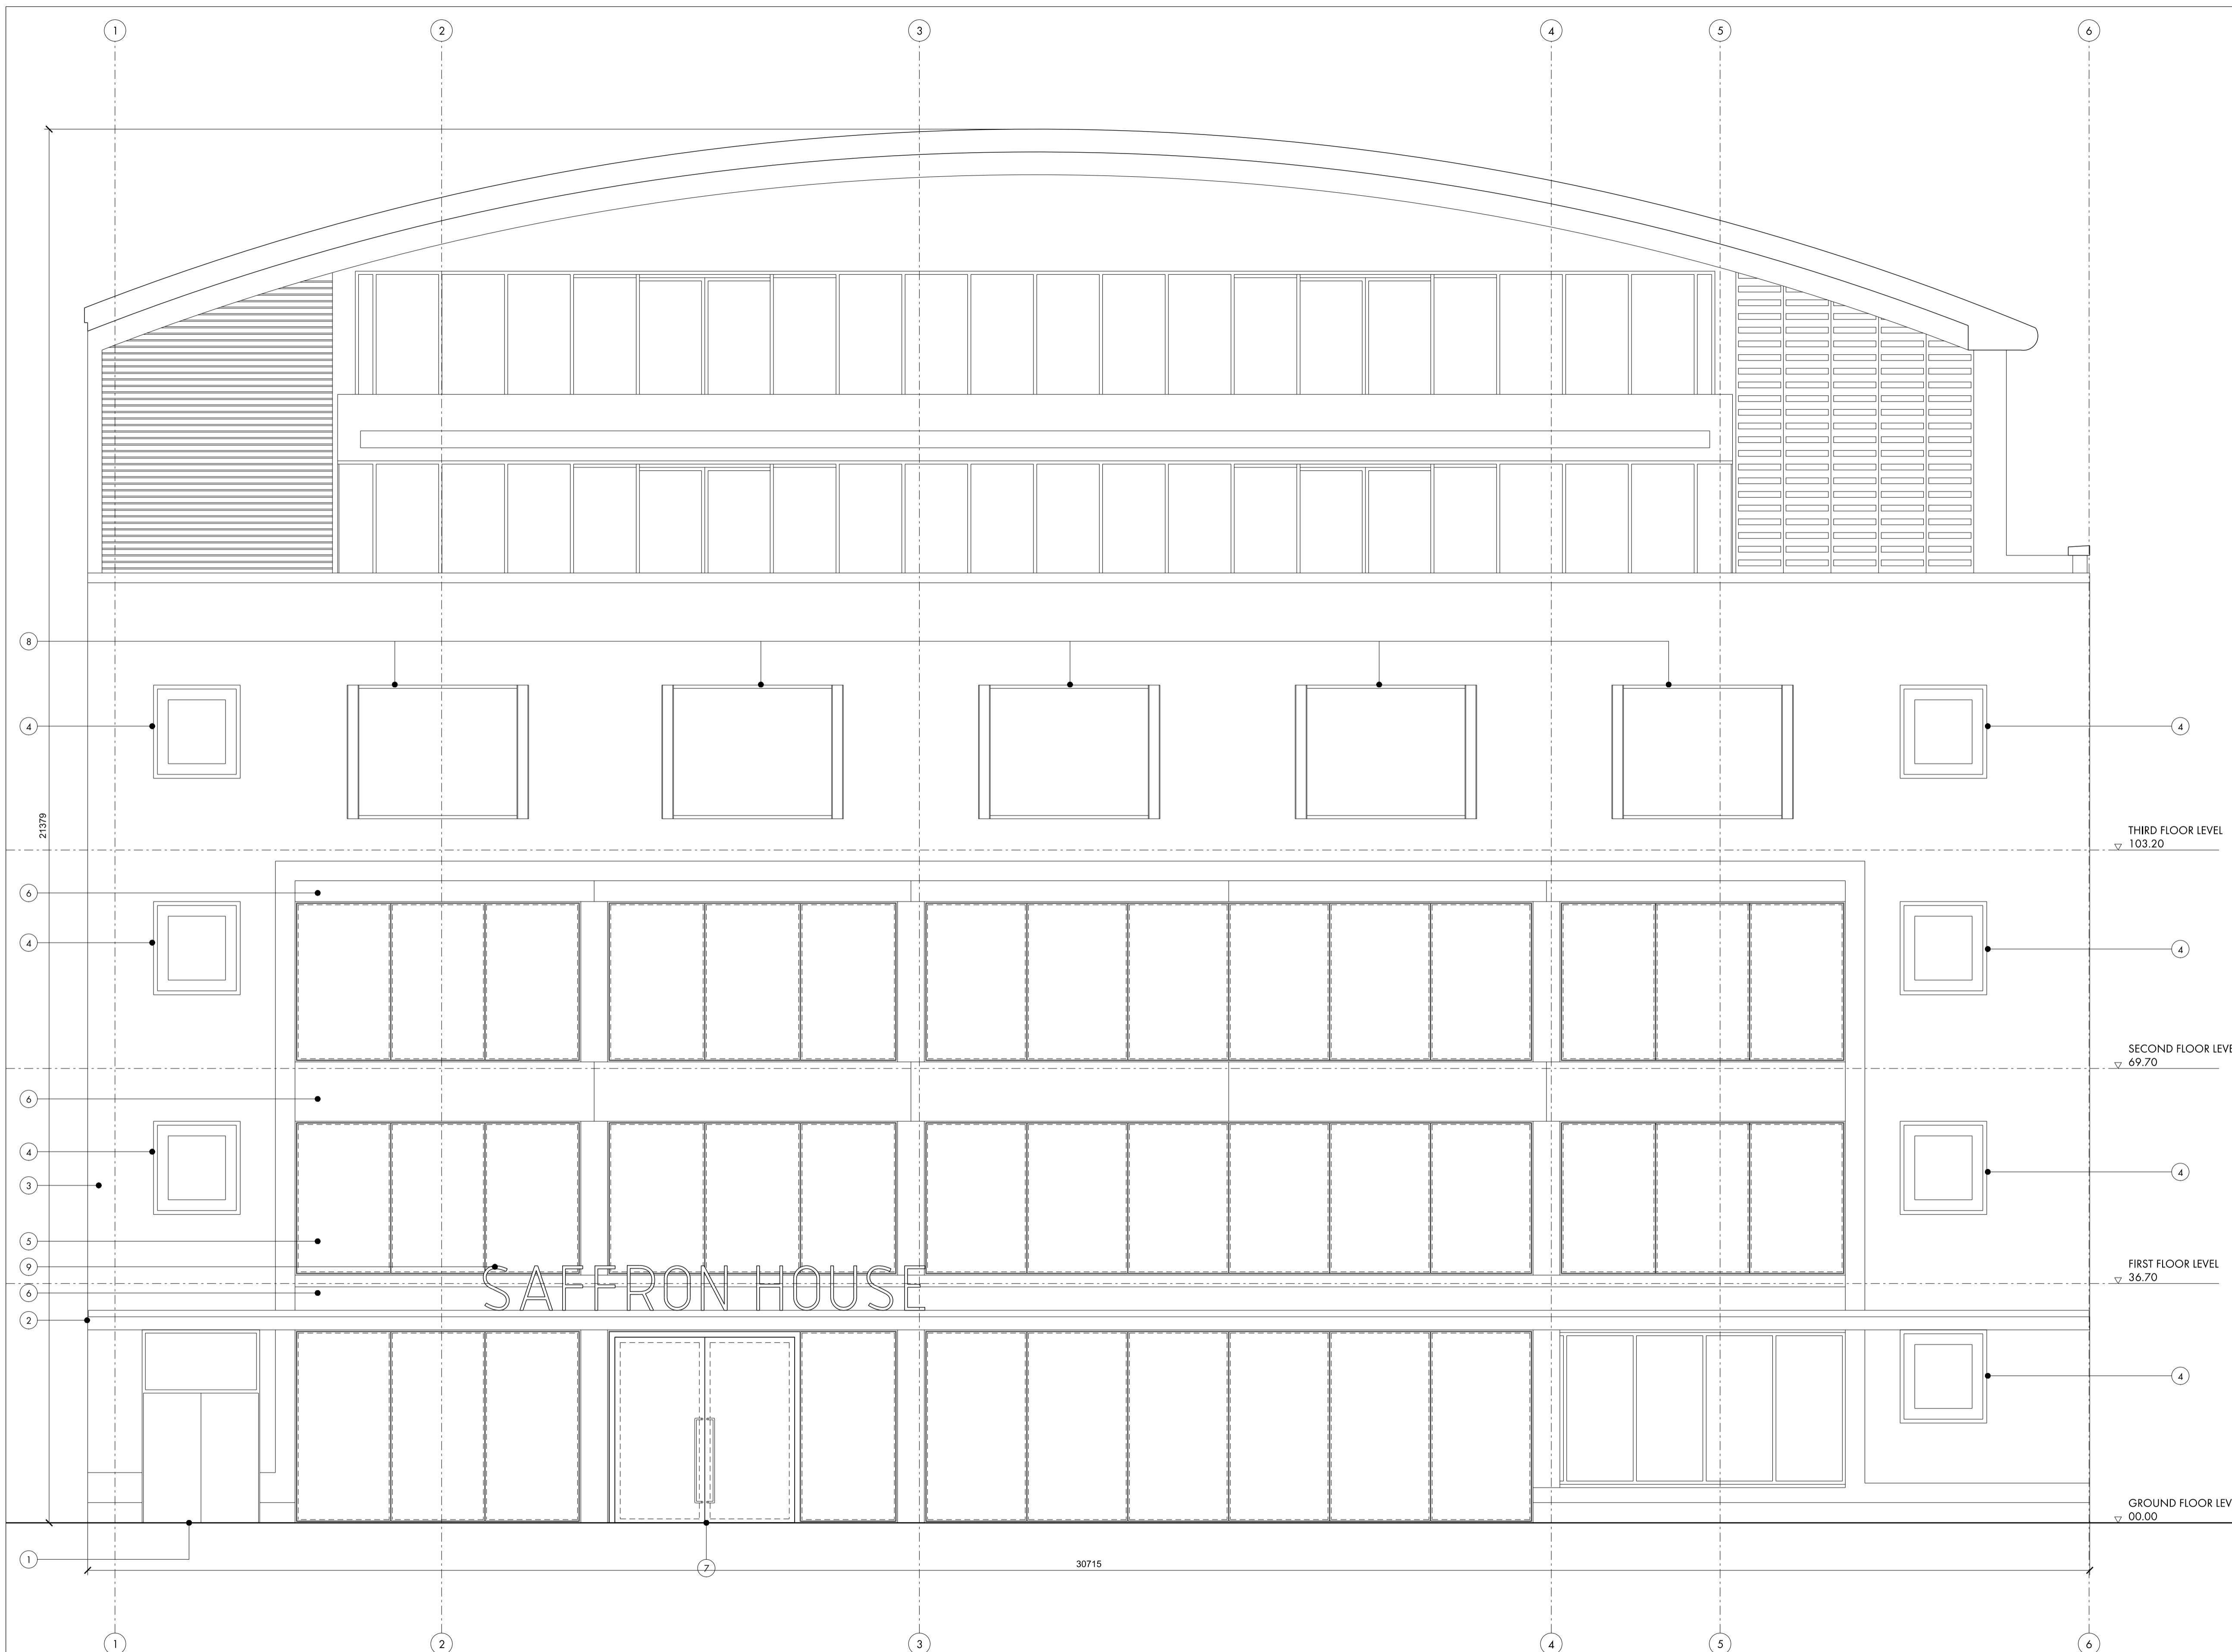 1 2 3 4 5 6
8
4 4
21379
THIRD FLOOR LEVEL
103.20
6
4 4
SECOND FLOOR LEVE
69.70
6
4 4
3
5
9
SAFFRON HOUSE
FIRST FLOOR LEVEL
36.70
6
2
4
GROUND FLOOR LEV
00.00
1
7
30715
1 2 3 4 5 6